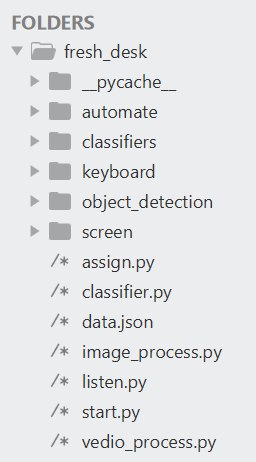 FOLDERS
fresh_desk
__pycache__
automate
classifiers
keyboard
object_detection
screen
/* assign.py
/* classifier.py
/* data.json
/* image_process.py
/* listen.py
/* start.py
/* vedio_process.py